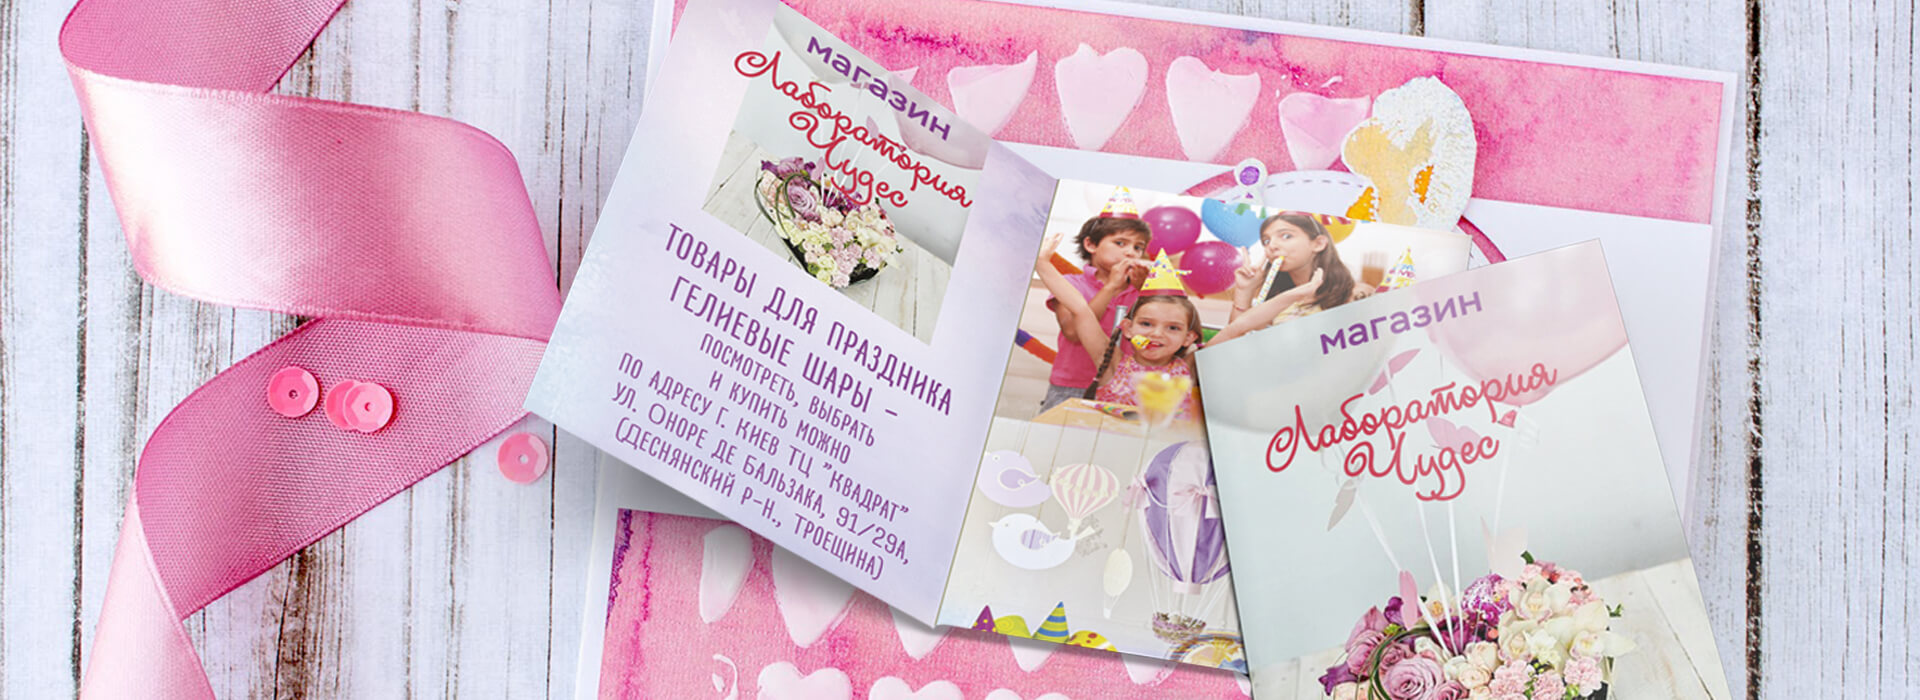 магазин
Лаборатория
Чудес
ТОВАРЫ ДЛЯ ПРАЗДНИКА
ГЕЛИЕВЫЕ ШАРЫ –
ПОСМОТРЕТЬ, ВЫБРАТЬ
И КУПИТЬ МОЖНО
ПО АДРЕСУ Г. КИЕВ ТЦ "КВАДРАТ"
УЛ. ОНОРЕ ДЕ БАЛЬЗАКА, 91/29А,
(ДЕСНЯНСКИЙ Р-Н., ТРОЕЩИНА)
магазин
Лаборатория
Чудес